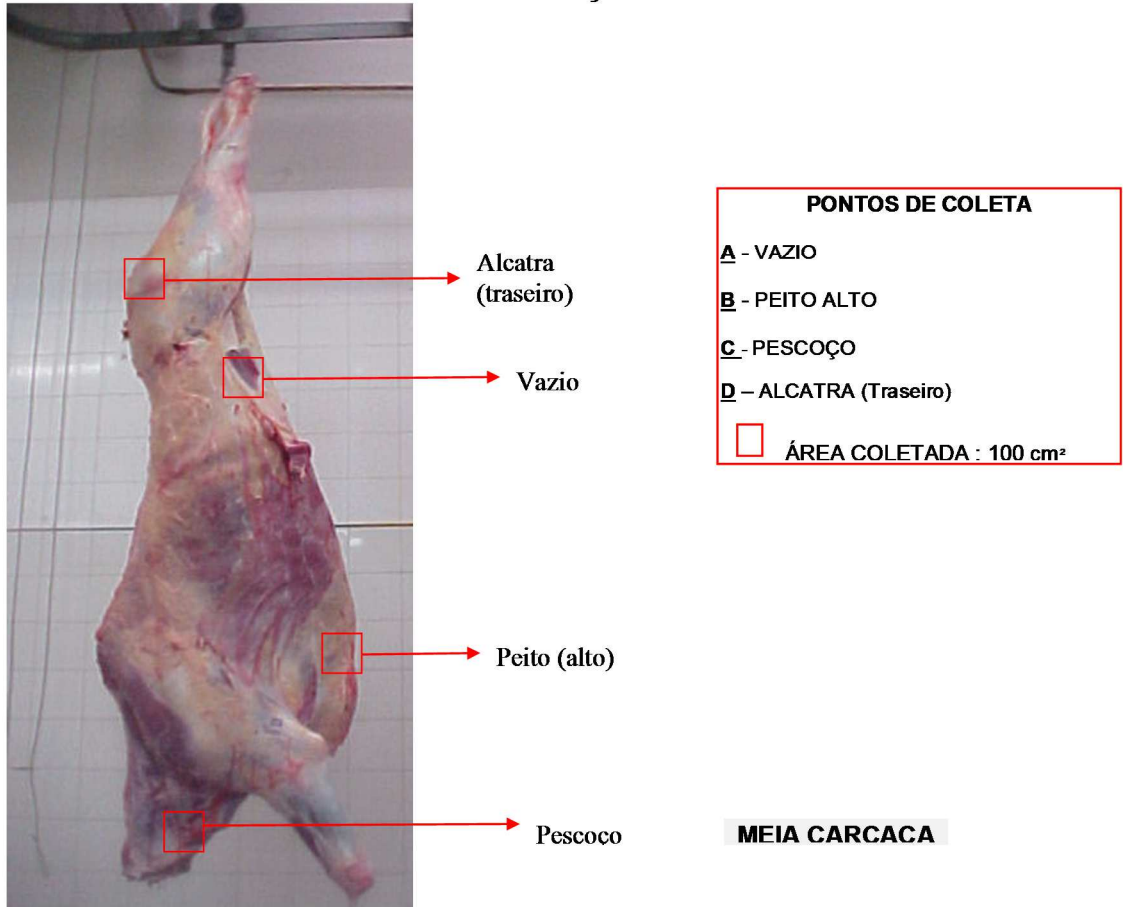 Alcatra
(traseiro)
Vazio
Peito (alto)
Pescoço
PONTOS DE COLETA
A - VAZIO
B - PEITO ALTO
C - PESCOÇO
D – ALCATRA (Traseiro)
ÁREA COLETADA : 100 cm²
MEIA CARCACA